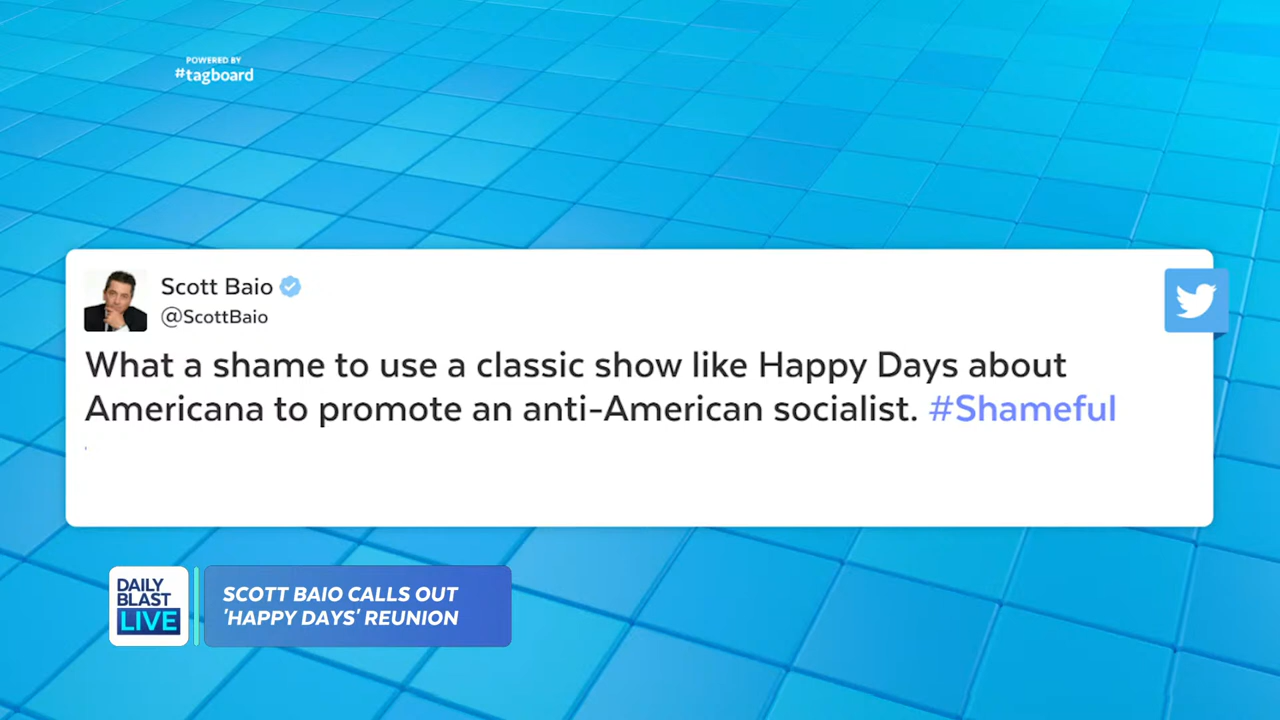 POWERED BY
#tagboard
Scott Baio
@ScottBaio
What a shame to use a classic show like Happy Days about
Americana to promote an anti-American socialist. #Shameful
DAILY
BLAST
LIVE
SCOTT BAIO CALLS OUT
'HAPPY DAYS' REUNION